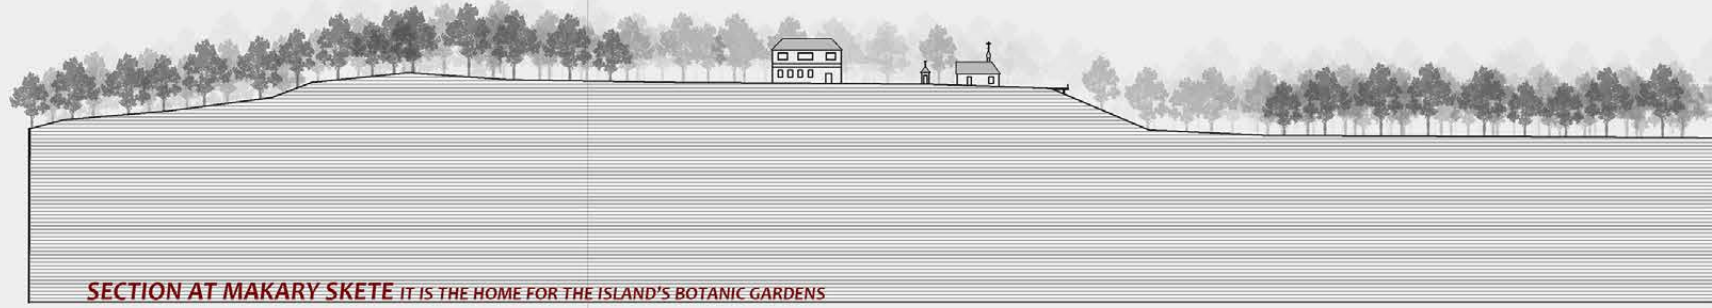 SECTION AT MAKARY SKETE IT IS THE HOME FOR THE ISLAND'S BOTANIC GARDENS